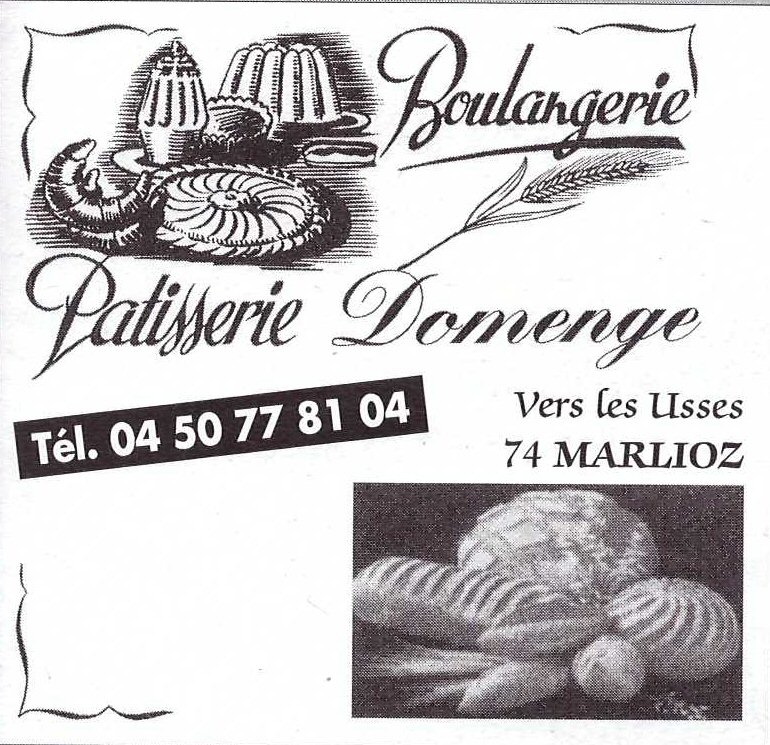 Boulangerie
Patisserie Domenge
Tél. 04 50 77 81 04
Vers les Usses
74 MARLIOZ